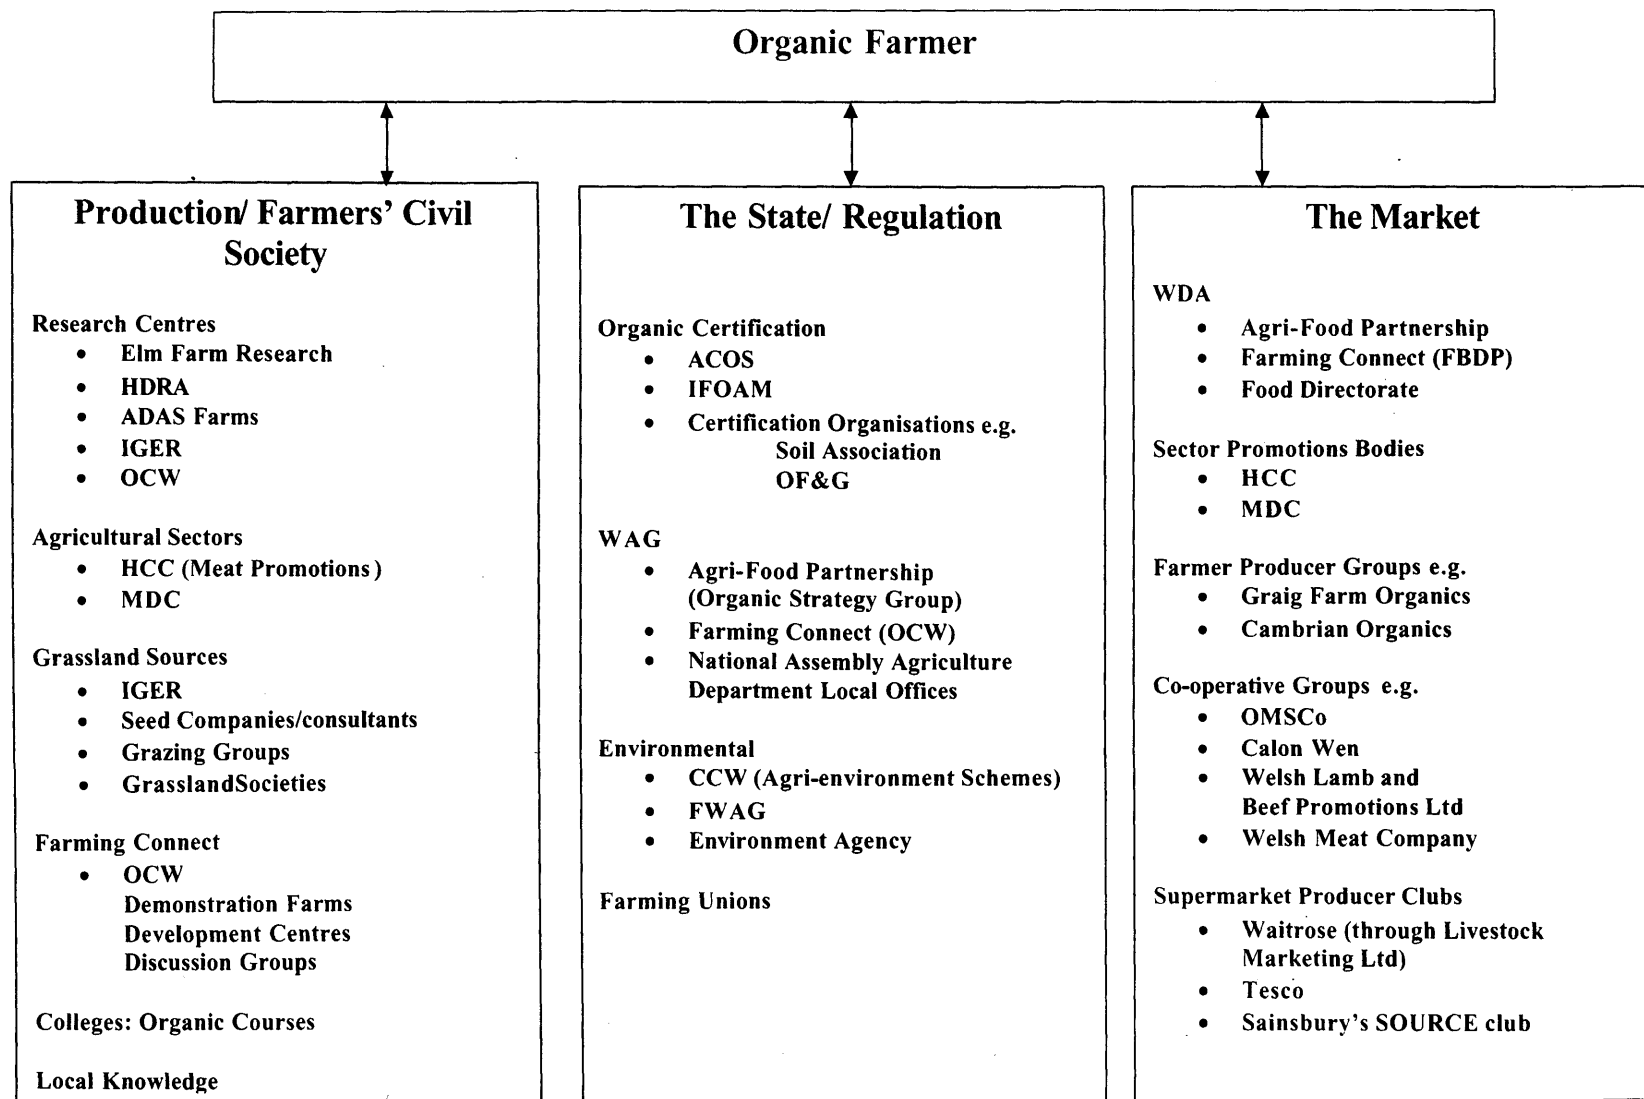 Organic Farmer
Production/ Farmers' Civil
Society
Research Centres
• Elm Farm Research
• HDRA
• ADAS Farms
• IGER
• OCW
Agricultural Sectors
• HCC (Meat Promotions)
• MDC
Grassland Sources
• IGER
• Seed Companies/consultants
• Grazing Groups
• GrasslandSocieties
Farming Connect
• OCW
Demonstration Farms
Development Centres
Discussion Groups
Colleges: Organic Courses
Local Knowledge
The State/ Regulation
Organic Certification
• ACOS
• IFOAM
• Certification Organisations e.g.
Soil Association
OF&G
WAG
• Agri-Food Partnership
(Organic Strategy Group)
• Farming Connect (OCW)
• National Assembly Agriculture
Department Local Offices
Environmental
• CCW (Agri-environment Schemes)
• FWAG
• Environment Agency
Farming Unions
The Market
WDA
• Agri-Food Partnership
• Farming Connect (FBDP)
• Food Directorate
Sector Promotions Bodies
• HCC
• MDC
Farmer Producer Groups e.g.
• Graig Farm Organics
• Cambrian Organics
Co-operative Groups e.g.
• OMSCo
• Calon Wen
• Welsh Lamb and
Beef Promotions Ltd
• Welsh Meat Company
Supermarket Producer Clubs
• Waitrose (through Livestock
Marketing Ltd)
• Tesco
• Sainsbury's SOURCE club